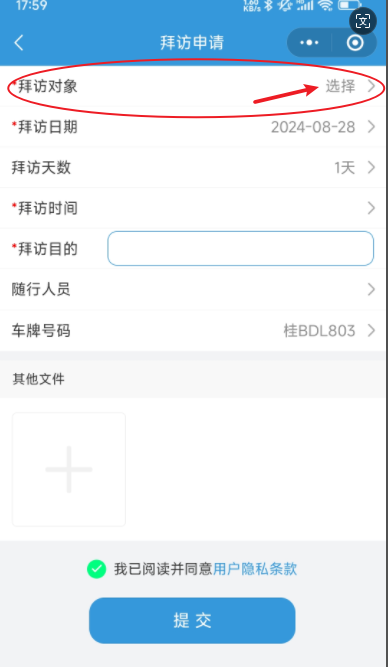 17:59
1.60 KB/s
拜访申请
*拜访对象 选择
*拜访日期 2024-08-28
拜访天数 1天
*拜访时间
*拜访目的
随行人员
车牌号码 桂BDL803
其他文件
我已阅读并同意用户隐私条款
提交